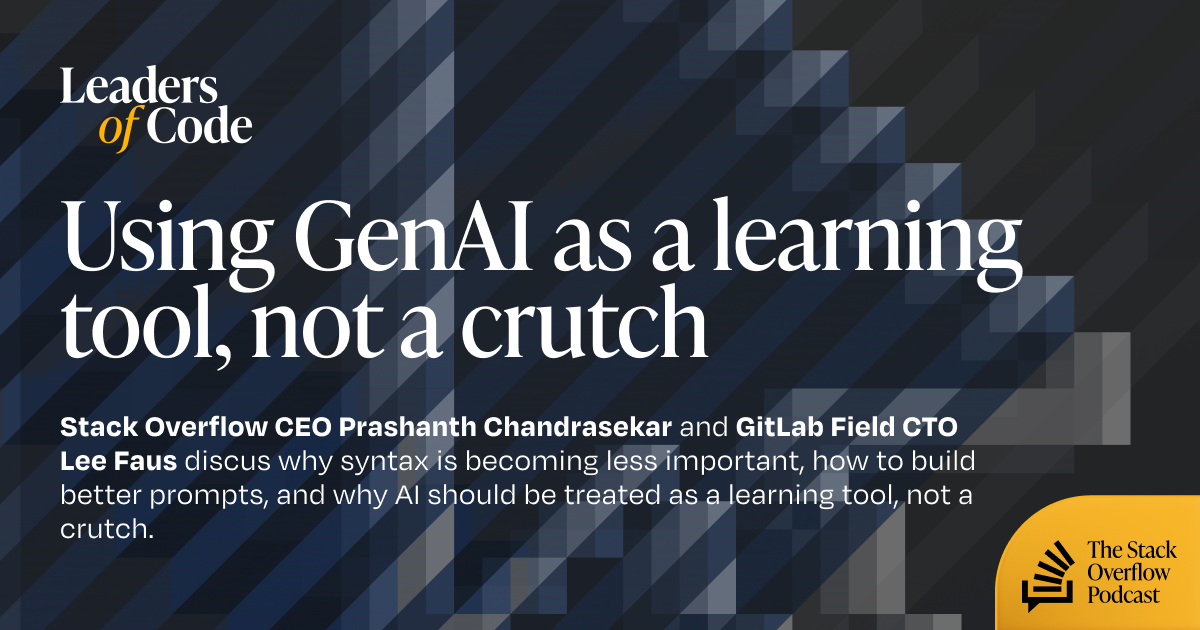 Leaders
of Code
Using GenAI as a learning
tool, not a crutch
Stack Overflow CEO Prashanth Chandrasekar and GitLab Field CTO
Lee Faus discus why syntax is becoming less important, how to build
better prompts, and why AI should be treated as a learning tool, not a
crutch.
The Stack
Overflow
Podcast